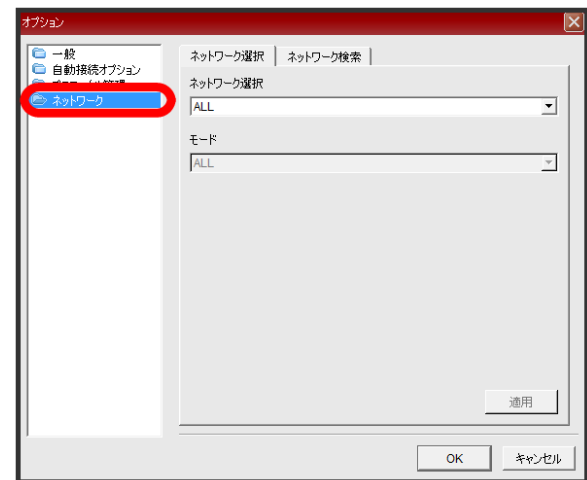 オプション
一般
自動接続オプション
ネットワーク
ネットワーク選択
ネットワーク検索
ネットワーク選択
ALL
モード
ALL
適用
OK
キャンセル